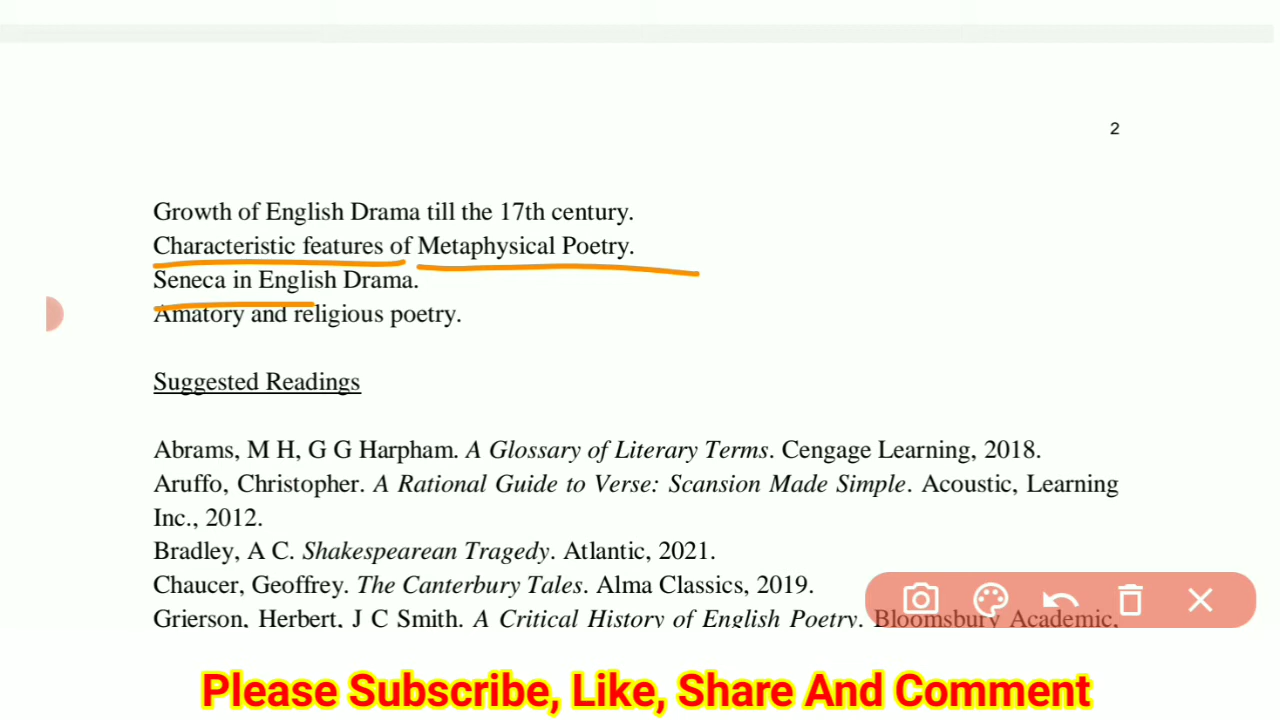 2
Growth of English Drama till the 17th century.
Characteristic features of Metaphysical Poetry.
Seneca in English Drama.
Amatory and religious poetry.
Suggested Readings
Abrams, M H, G G Harpham. A Glossary of Literary Terms. Cengage Learning, 2018.
Aruffo, Christopher. A Rational Guide to Verse: Scansion Made Simple. Acoustic, Learning
Inc., 2012.
Bradley, A C. Shakespearean Tragedy. Atlantic, 2021.
Chaucer, Geoffrey. The Canterbury Tales. Alma Classics, 2019.
Grierson, Herbert, J C Smith. A Critical History of English Poetry. Bloomsbury Academic,
Please Subscribe, Like, Share And Comment